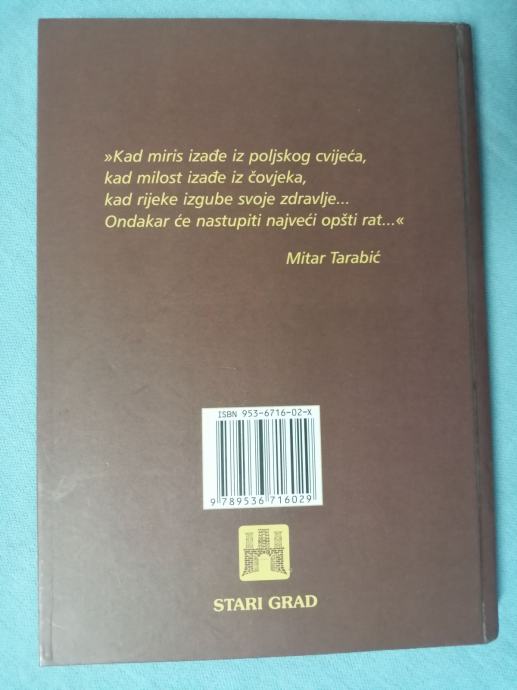 »Kad miris izađe iz poljskog cvijeća,
kad milost izađe iz čovjeka,
kad rijeke izgube svoje zdravlje...
Ondakar će nastupiti najveći opšti rat...«
Mitar Tarabić
ISBN 953-6716-02-X
9 789536 716029
STARI GRAD